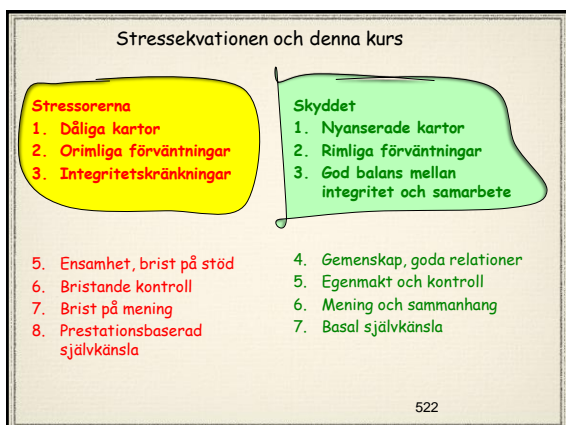 Stressekvationen och denna kurs
Stressorerna
1. Dåliga kartor
2. Orimliga förväntningar
3. Integritetskränkningar
5. Ensamhet, brist på stöd
6. Bristande kontroll
7. Brist på mening
8. Prestationsbaserad
självkänsla
Skyddet
1. Nyanserade kartor
2. Rimliga förväntningar
3. God balans mellan
integritet och samarbete
4. Gemenskap, goda relationer
5. Egenmakt och kontroll
6. Mening och sammanhang
7. Basal självkänsla
522